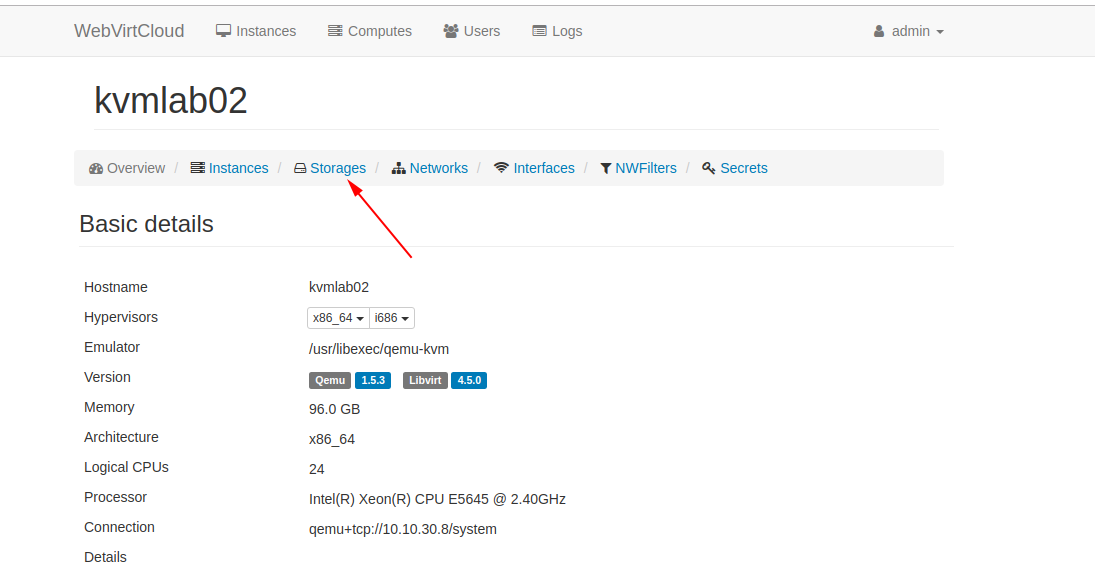 WebVirtCloud Instances Computes Users Logs admin
kvmlab02
Overview / Instances / Storages / Networks / Interfaces / NWFilters / Secrets
Basic details
Hostname kvmlab02
Hypervisors x86_64 i686
Emulator /usr/libexec/qemu-kvm
Version Qemu 1.5.3 Libvirt 4.5.0
Memory 96.0 GB
Architecture x86_64
Logical CPUs 24
Processor Intel(R) Xeon(R) CPU E5645 @ 2.40GHz
Connection qemu+tcp://10.10.30.8/system
Details